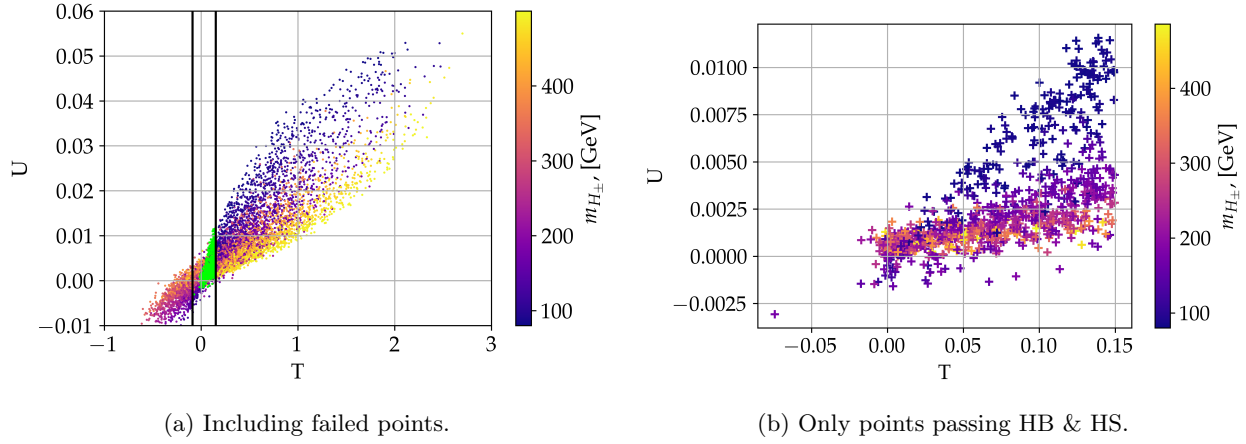 0.06
0.05
0.04
0.03
0.02
0.01
0.00
−0.01
U
−1 0 1 2 3
T
400
300
200
100
m_{H_±}, [GeV]
(a) Including failed points.
0.0100
0.0075
0.0050
0.0025
0.0000
−0.0025
U
−0.05 0.00 0.05 0.10 0.15
T
400
300
200
100
m_{H_±}, [GeV]
(b) Only points passing HB & HS.